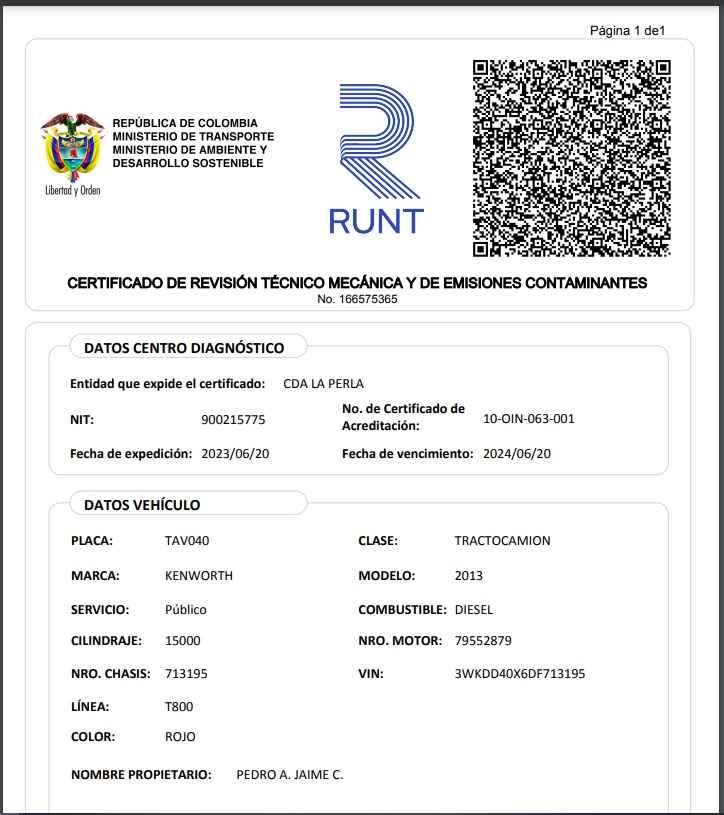 Página 1 de1
REPÚBLICA DE COLOMBIA
MINISTERIO DE TRANSPORTE
MINISTERIO DE AMBIENTE Y
DESARROLLO SOSTENIBLE
Libertad y Orden
RUNT
CERTIFICADO DE REVISIÓN TÉCNICO MECÁNICA Y DE EMISIONES CONTAMINANTES
No. 166575365
DATOS CENTRO DIAGNÓSTICO
Entidad que expide el certificado: CDA LA PERLA
NIT: 900215775 No. de Certificado de Acreditación: 10-OIN-063-001
Fecha de expedición: 2023/06/20 Fecha de vencimiento: 2024/06/20
DATOS VEHÍCULO
PLACA: TAV040 CLASE: TRACTOCAMION
MARCA: KENWORTH MODELO: 2013
SERVICIO: Público COMBUSTIBLE: DIESEL
CILINDRAJE: 15000 NRO. MOTOR: 79552879
NRO. CHASIS: 713195 VIN: 3WKDD40X6DF713195
LÍNEA: T800
COLOR: ROJO
NOMBRE PROPIETARIO: PEDRO A. JAIME C.